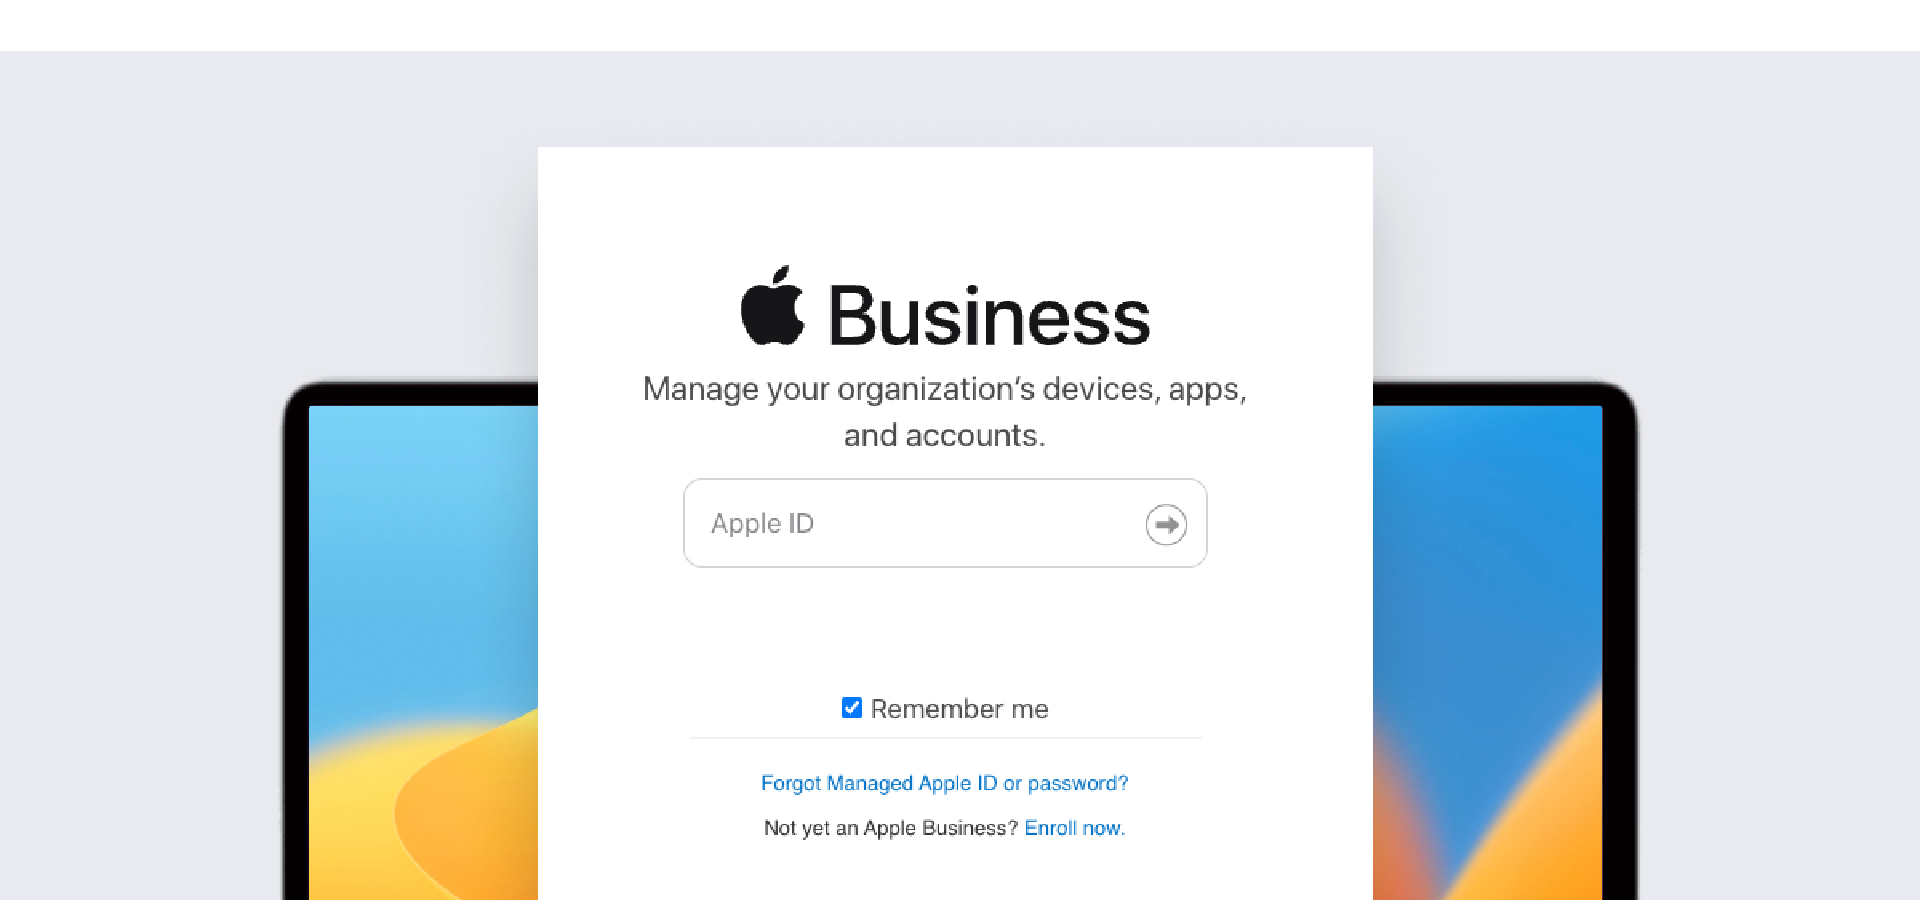 Business
Manage your organization’s devices, apps,
and accounts.
Apple ID
Remember me
Forgot Managed Apple ID or password?
Not yet an Apple Business? Enroll now.